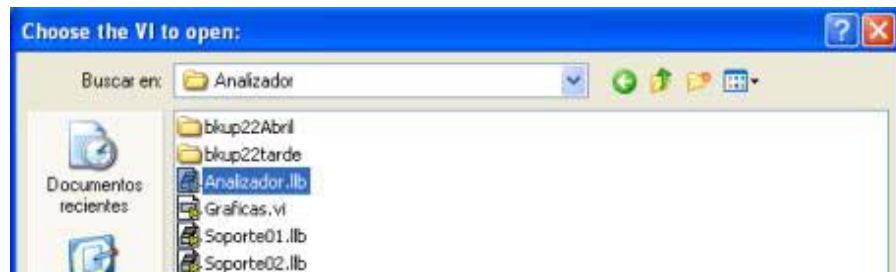 Choose the VI to open:
Buscar en: Analizador
bkup22Abril
bkup22tarde
Analizador.llb
Graficas.vi
Soporte01.llb
Soporte02.llb
Documentos
recientes